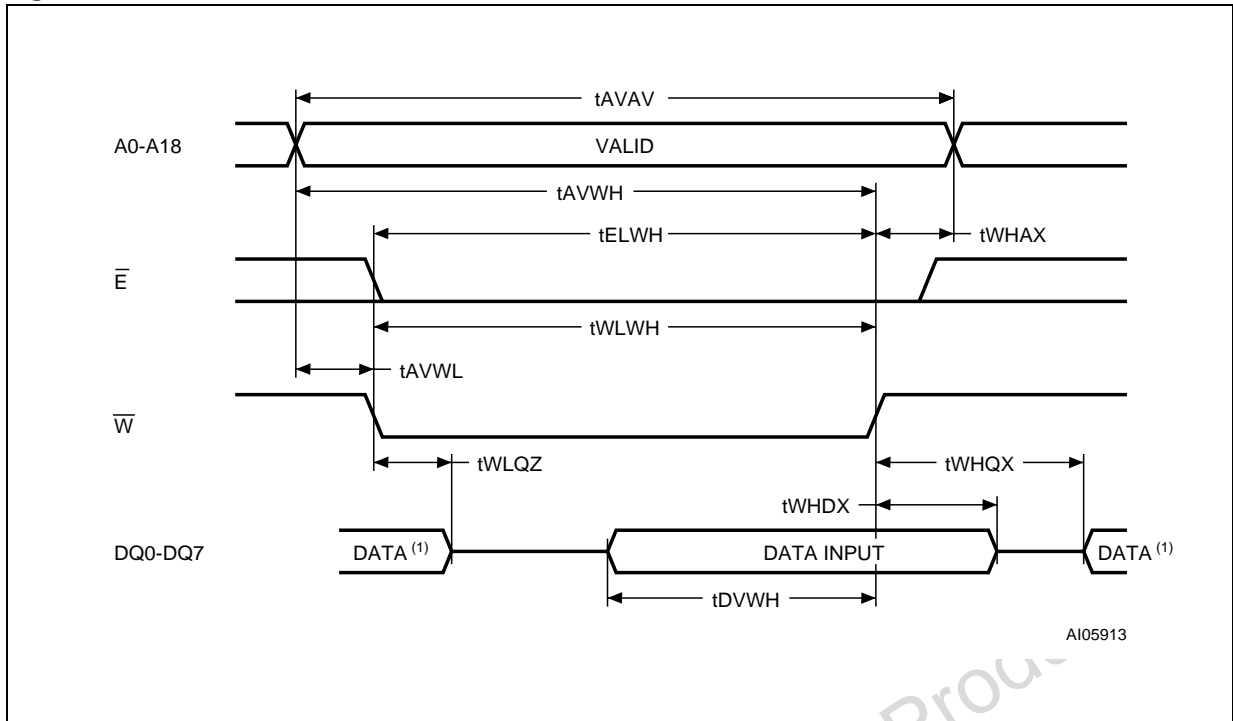 tAVAV
A0-A18 VALID
tAVWH
tELWH tWHAX
E̅
tWLWH
tAVWL
W̅
tWLQZ tWHQX
tWHDX
DQ0-DQ7 DATA (1) DATA INPUT DATA (1)
tDVWH
AI05913